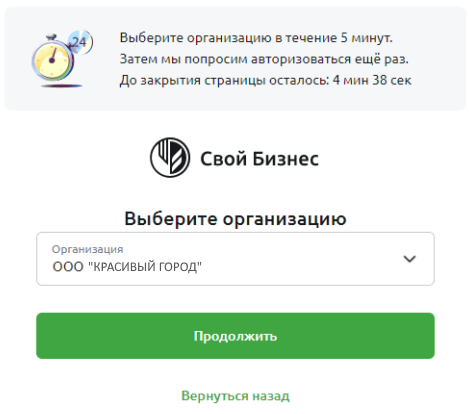 24
Выберите организацию в течение 5 минут.
Затем мы попросим авторизоваться ещё раз.
До закрытия страницы осталось: 4 мин 38 сек
Свой Бизнес
Выберите организацию
Организация
ООО "КРАСИВЫЙ ГОРОД"
Продолжить
Вернуться назад